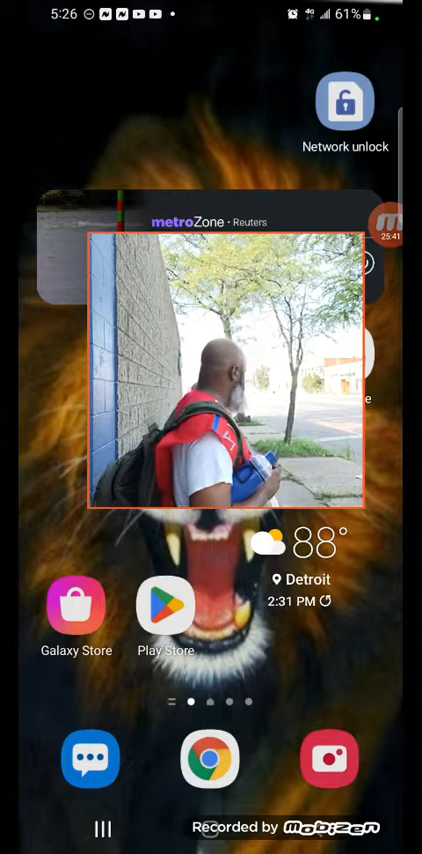 5:26
4G
61%
Network unlock
metroZone • Reuters
25:41
e
88°
Detroit
2:31 PM
Galaxy Store
Play Store
Recorded by mobizen